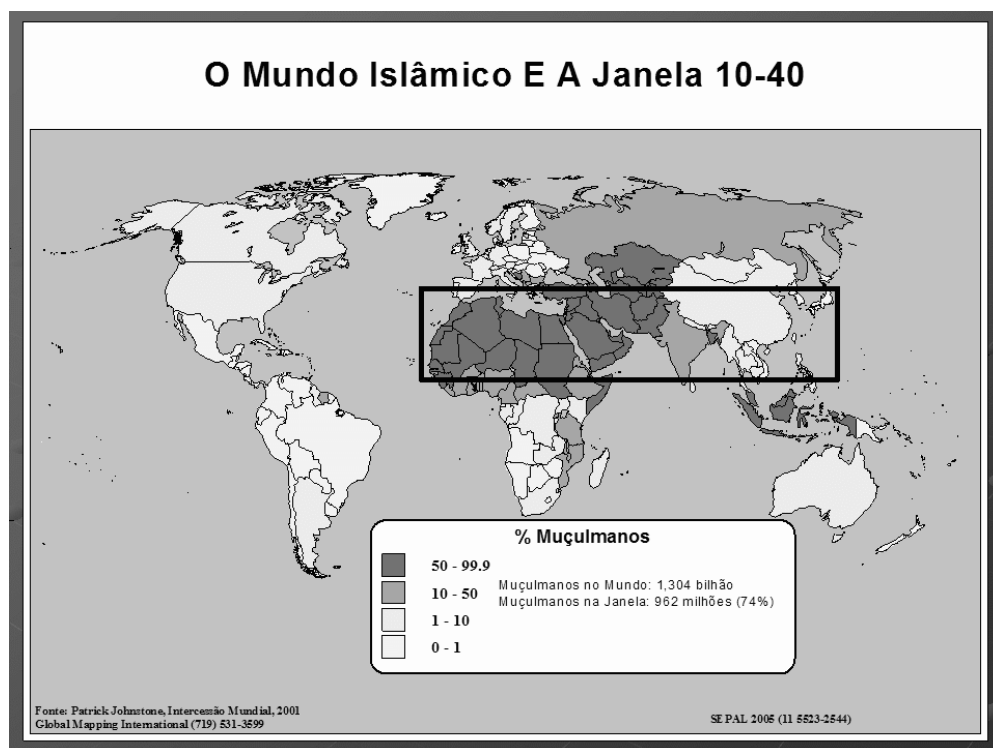 O Mundo Islâmico E A Janela 10-40
% Muçulmanos
50 - 99.9
10 - 50
1 - 10
0 - 1
Muçulmanos no Mundo: 1,304 bilhão
Muçulmanos na Janela: 962 milhões (74%)
Fonte: Patrick Johnstone, Intercessão Mundial, 2001
Global Mapping International (719) 531-3599
SEPAL 2005 (11 5523-2544)